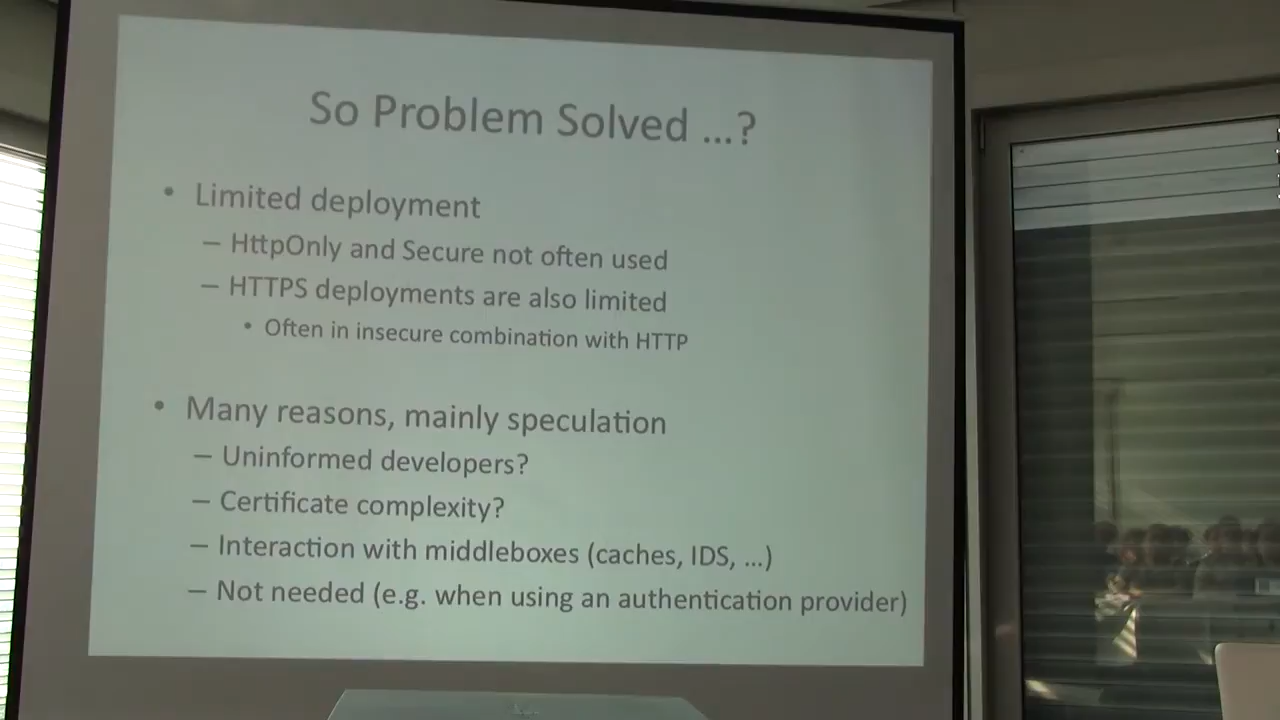 So Problem Solved ...?
• Limited deployment
– HttpOnly and Secure not often used
– HTTPS deployments are also limited
• Often in insecure combination with HTTP
• Many reasons, mainly speculation
– Uninformed developers?
– Certificate complexity?
– Interaction with middleboxes (caches, IDS, ...)
– Not needed (e.g. when using an authentication provider)